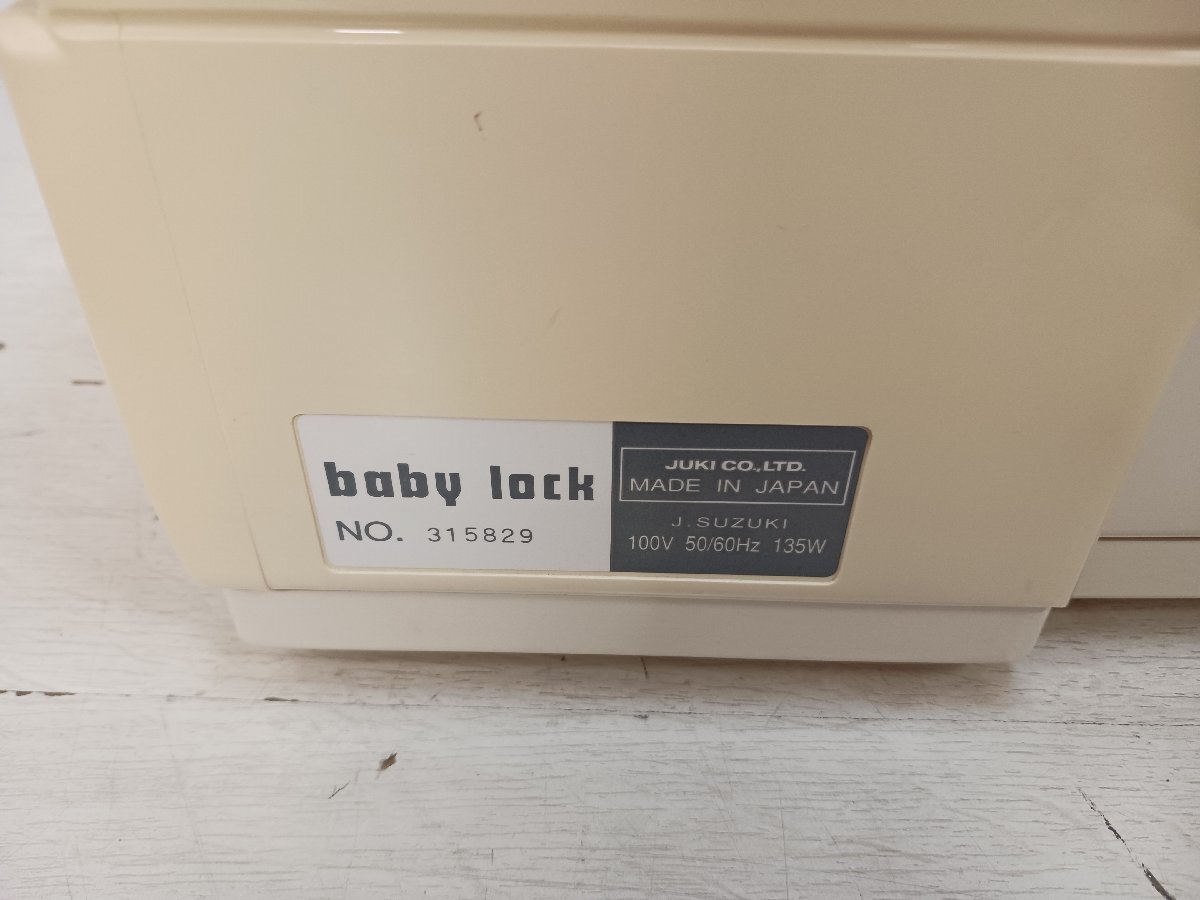 baby lock
NO. 315829
JUKI CO.,LTD.
MADE IN JAPAN
J.SUZUKI
100V 50/60Hz 135W